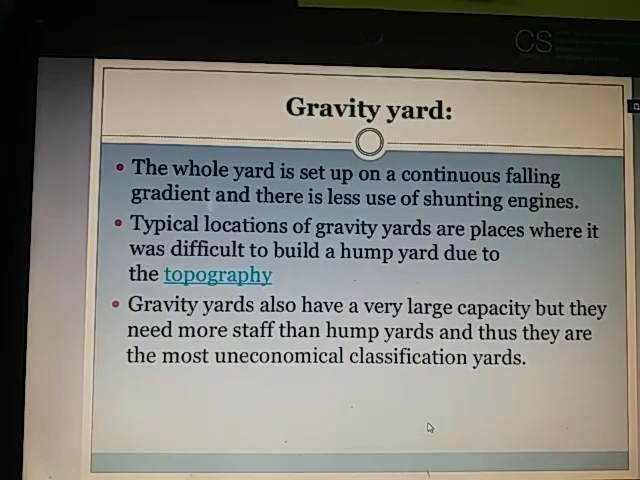 CS
Gravity yard:
The whole yard is set up on a continuous falling
gradient and there is less use of shunting engines.
Typical locations of gravity yards are places where it
was difficult to build a hump yard due to
the topography
Gravity yards also have a very large capacity but they
need more staff than hump yards and thus they are
the most uneconomical classification yards.